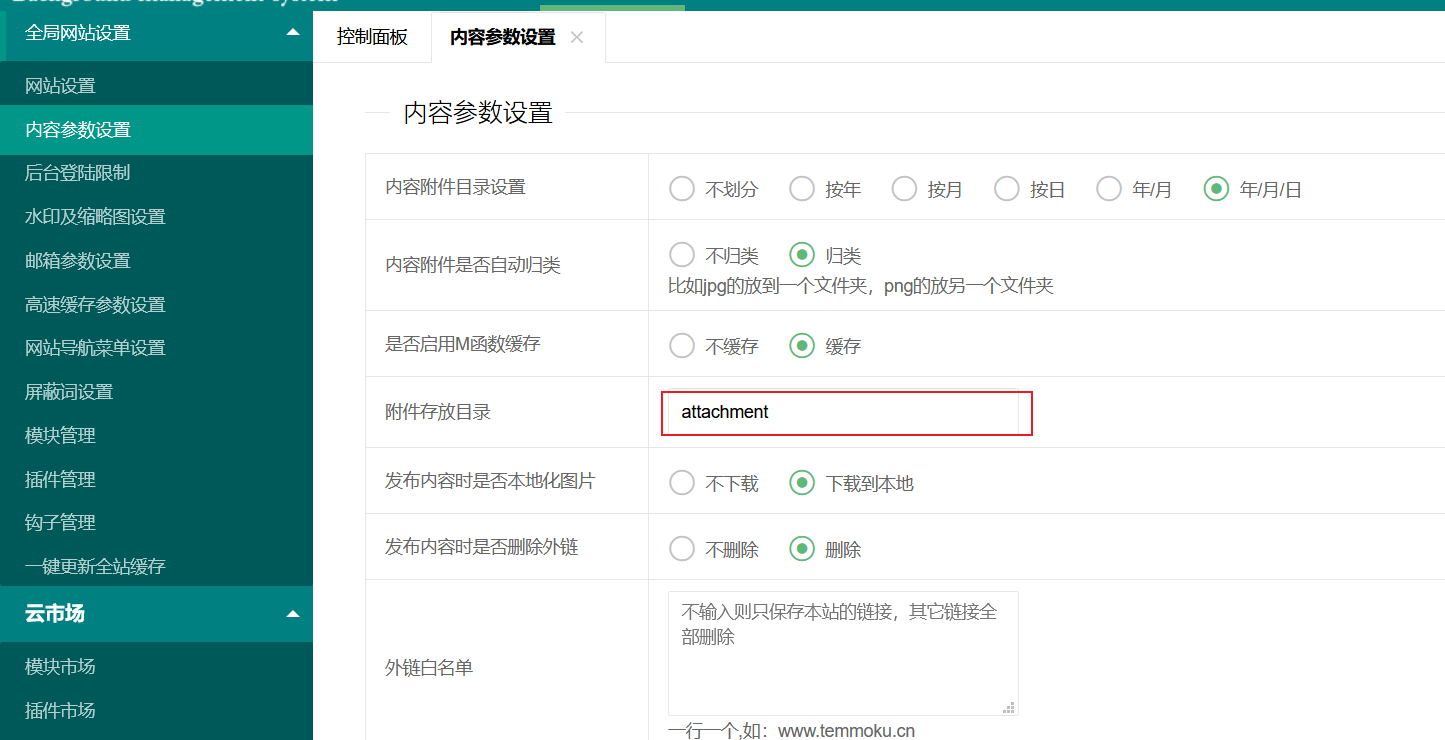 Background management system
全局网站设置
控制面板
内容参数设置
网站设置
内容参数设置
后台登陆限制
水印及缩略图设置
邮箱参数设置
高速缓存参数设置
网站导航菜单设置
屏蔽词设置
模块管理
插件管理
钩子管理
一键更新全站缓存
云市场
模块市场
插件市场
内容参数设置
内容附件目录设置
不划分 按年 按月 按日 年/月 年/月/日
内容附件是否自动归类
不归类 归类
比如jpg的放到一个文件夹，png的放另一个文件夹
是否启用M函数缓存
不缓存 缓存
附件存放目录
attachment
发布内容时是否本地化图片
不下载 下载到本地
发布内容时是否删除外链
不删除 删除
外链白名单
不输入则只保存本站的链接，其它链接全
部删除
一行一个,如：www.temmoku.cn